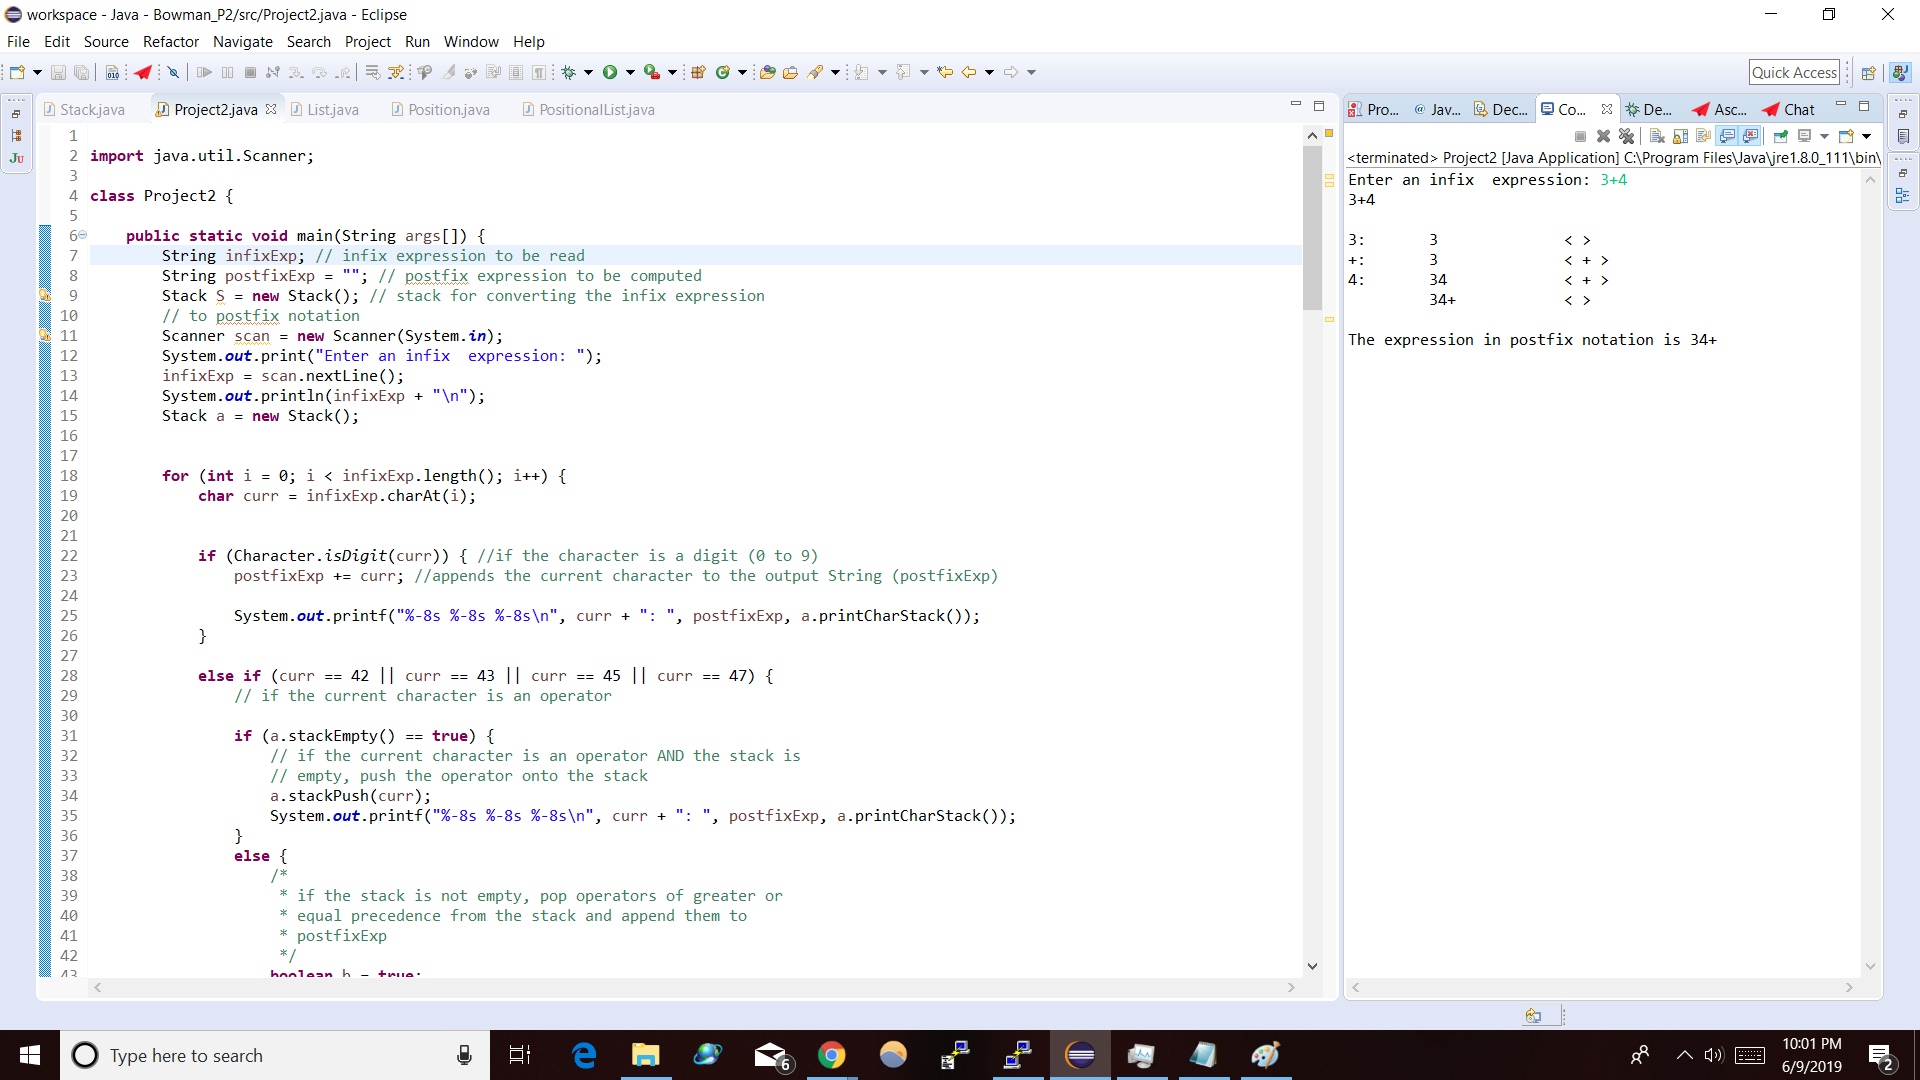 workspace - Java - Bowman_P2/src/Project2.java - Eclipse
File Edit Source Refactor Navigate Search Project Run Window Help
Quick Access
Stack.java Project2.java List.java Position.java PositionalList.java
Pro... Jav... Dec... Co... De... Asc... Chat
1
2 import java.util.Scanner;
3
4 class Project2 {
5
6 public static void main(String args[]) {
7 String infixExp; // infix expression to be read
8 String postfixExp = ""; // postfix expression to be computed
9 Stack S = new Stack(); // stack for converting the infix expression
10 // to postfix notation
11 Scanner scan = new Scanner(System.in);
12 System.out.print("Enter an infix  expression: ");
13 infixExp = scan.nextLine();
14 System.out.println(infixExp + "\n");
15 Stack a = new Stack();
16
17
18 for (int i = 0; i < infixExp.length(); i++) {
19 char curr = infixExp.charAt(i);
20
21
22 if (Character.isDigit(curr)) { //if the character is a digit (0 to 9)
23 postfixExp += curr; //appends the current character to the output String (postfixExp)
24
25 System.out.printf("%-8s %-8s %-8s\n", curr + ": ", postfixExp, a.printCharStack());
26 }
27
28 else if (curr == 42 || curr == 43 || curr == 45 || curr == 47) {
29 // if the current character is an operator
30
31 if (a.stackEmpty() == true) {
32 // if the current character is an operator AND the stack is
33 // empty, push the operator onto the stack
34 a.stackPush(curr);
35 System.out.printf("%-8s %-8s %-8s\n", curr + ": ", postfixExp, a.printCharStack());
36 }
37 else {
38 /*
39 * if the stack is not empty, pop operators of greater or
40 * equal precedence from the stack and append them to
41 * postfixExp
42 */
43 boolean b = true;
<terminated> Project2 [Java Application] C:\Program Files\Java\jre1.8.0_111\bin\
Enter an infix  expression: 3+4
3+4
3: 3 < >
+: 3 < + >
4: 34 < + >
34+ < >
The expression in postfix notation is 34+
Type here to search
6
10:01 PM
6/9/2019
2